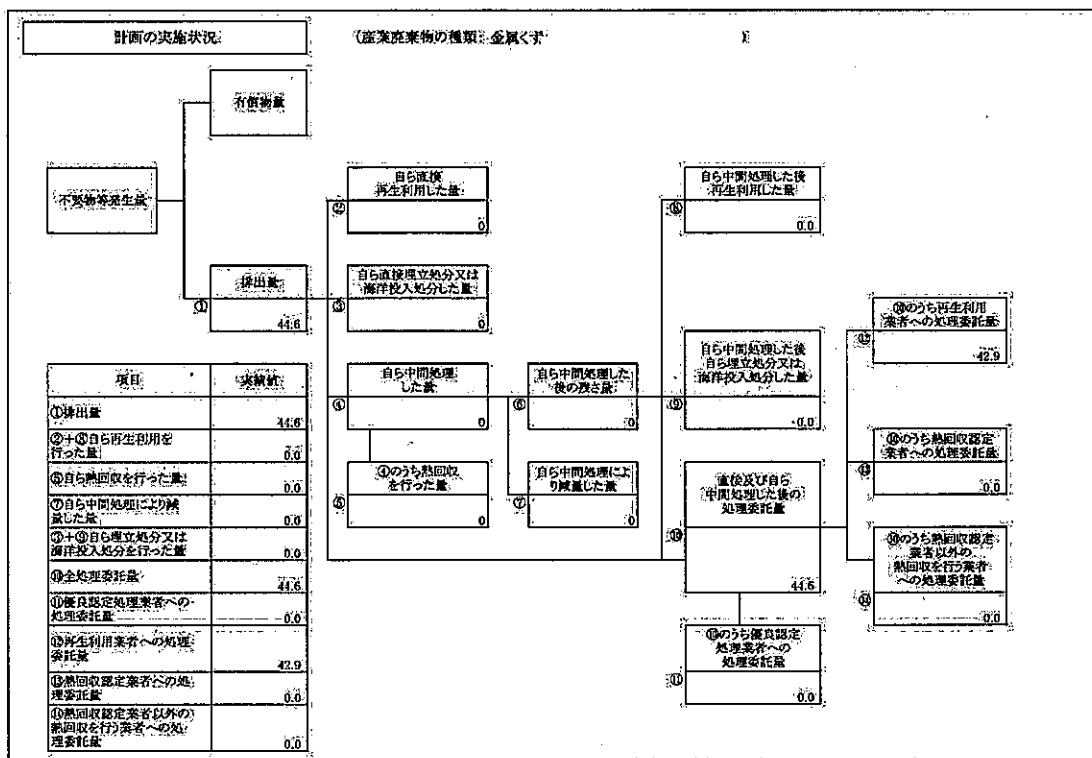 計画の実施状況
（産業廃棄物の種類：金属くず
）
有価物量
不要物等発生量
排出量
①
44.6
自ら直接
再生利用した量
②
0
自ら直接埋立処分又は
海洋投入処分した量
③
0
自ら中間処理
した量
④
0
④のうち熱回収
を行った量
⑤
0
自ら中間処理した
後の残さ量
⑥
0
自ら中間処理によ
り減量した量
⑦
0
自ら中間処理した後
再生利用した量
⑧
0.0
自ら中間処理した後
自ら埋立処分又は
海洋投入処分した量
⑨
0.0
直接及び自ら
中間処理した後の
処理委託量
⑩
44.6
⑩のうち優良認定
処理業者への
処理委託量
⑪
0.0
⑩のうち再生利用
業者への処理委託量
⑫
42.9
⑩のうち熱回収認定
業者への処理委託量
⑬
0.0
⑩のうち熱回収認定
業者以外の
熱回収を行う業者
への処理委託量
⑭
0.0
項目 実績値
①排出量 44.6
②＋⑧自ら再生利用を
行った量 0.0
⑤自ら熱回収を行った量 0.0
⑦自ら中間処理により減
量した量 0.0
③＋⑨自ら埋立処分又は
海洋投入処分を行った量 0.0
⑩全処理委託量 44.6
⑪優良認定処理業者への
処理委託量 0.0
⑫再生利用業者への処理
委託量 42.9
⑬熱回収認定業者への処
理委託量 0.0
⑭熱回収認定業者以外の
熱回収を行う業者への処
理委託量 0.0